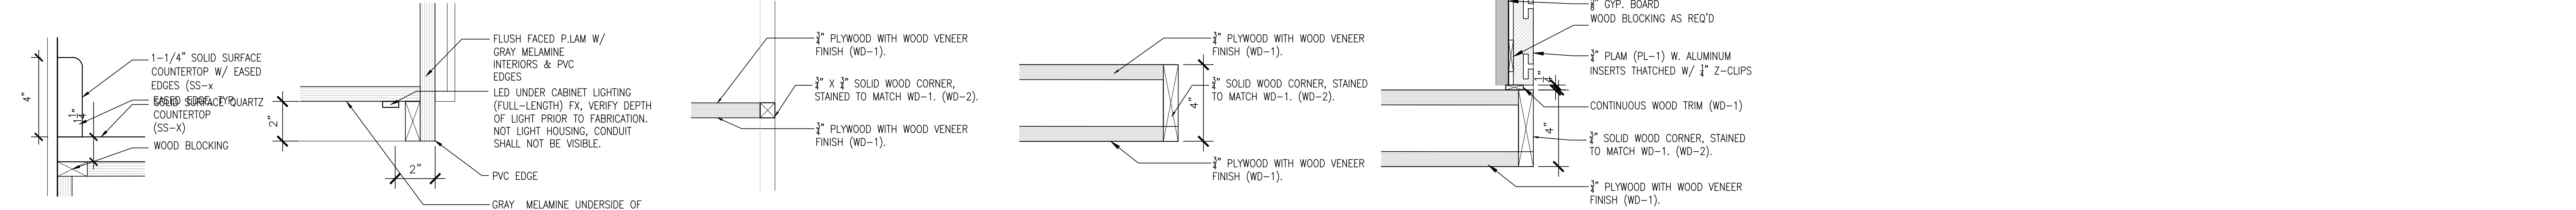 1-1/4" SOLID SURFACE
COUNTERTOP W/ EASED
EDGES (SS-x
EASED EDGE, TYP.
SOLID SURFACE QUARTZ
COUNTERTOP
(SS-X)
WOOD BLOCKING
4"
1 1/4"
FLUSH FACED P.LAM W/
GRAY MELAMINE
INTERIORS & PVC
EDGES
LED UNDER CABINET LIGHTING
(FULL-LENGTH) FX, VERIFY DEPTH
OF LIGHT PRIOR TO FABRICATION.
NOT LIGHT HOUSING, CONDUIT
SHALL NOT BE VISIBLE.
PVC EDGE
GRAY MELAMINE UNDERSIDE OF
2"
2"
3/4" PLYWOOD WITH WOOD VENEER
FINISH (WD-1).
3/4" X 3/4" SOLID WOOD CORNER,
STAINED TO MATCH WD-1. (WD-2).
3/4" PLYWOOD WITH WOOD VENEER
FINISH (WD-1).
3/4" PLYWOOD WITH WOOD VENEER
FINISH (WD-1).
3/4" SOLID WOOD CORNER, STAINED
TO MATCH WD-1. (WD-2).
4"
3/4" PLYWOOD WITH WOOD VENEER
FINISH (WD-1).
5/8" GYP. BOARD
WOOD BLOCKING AS REQ'D
3/4" PLAM (PL-1) W. ALUMINUM
INSERTS THATCHED W/ 1/4" Z-CLIPS
CONTINUOUS WOOD TRIM (WD-1)
4"
3/4" SOLID WOOD CORNER, STAINED
TO MATCH WD-1. (WD-2).
3/4" PLYWOOD WITH WOOD VENEER
FINISH (WD-1).